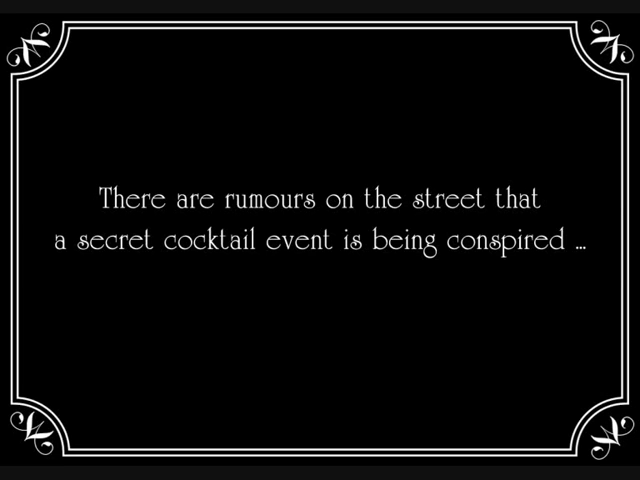 There are rumours on the street that
a secret cocktail event is being conspired ...